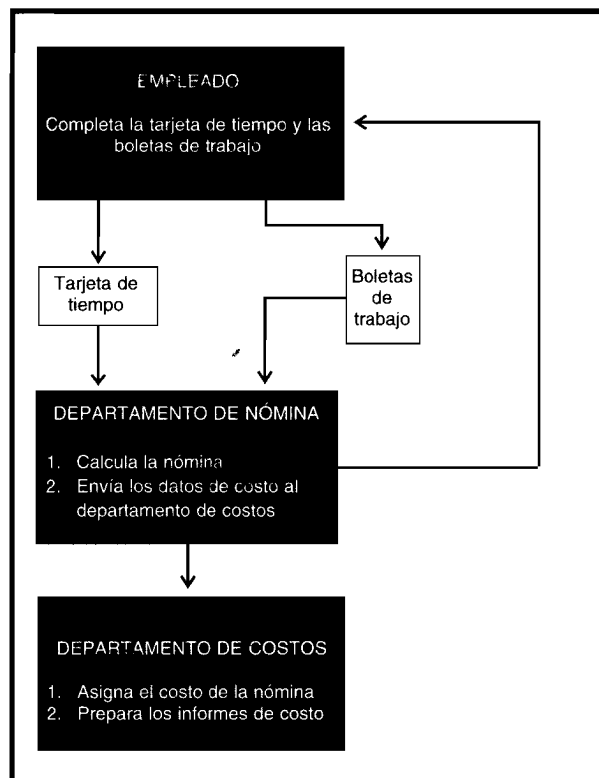 EMPLEADO
Completa la tarjeta de tiempo y las
boletas de trabajo
Tarjeta de
tiempo
Boletas
de
trabajo
DEPARTAMENTO DE NÓMINA
1. Calcula la nómina
2. Envía los datos de costo al
departamento de costos
DEPARTAMENTO DE COSTOS
1. Asigna el costo de la nómina
2. Prepara los informes de costo